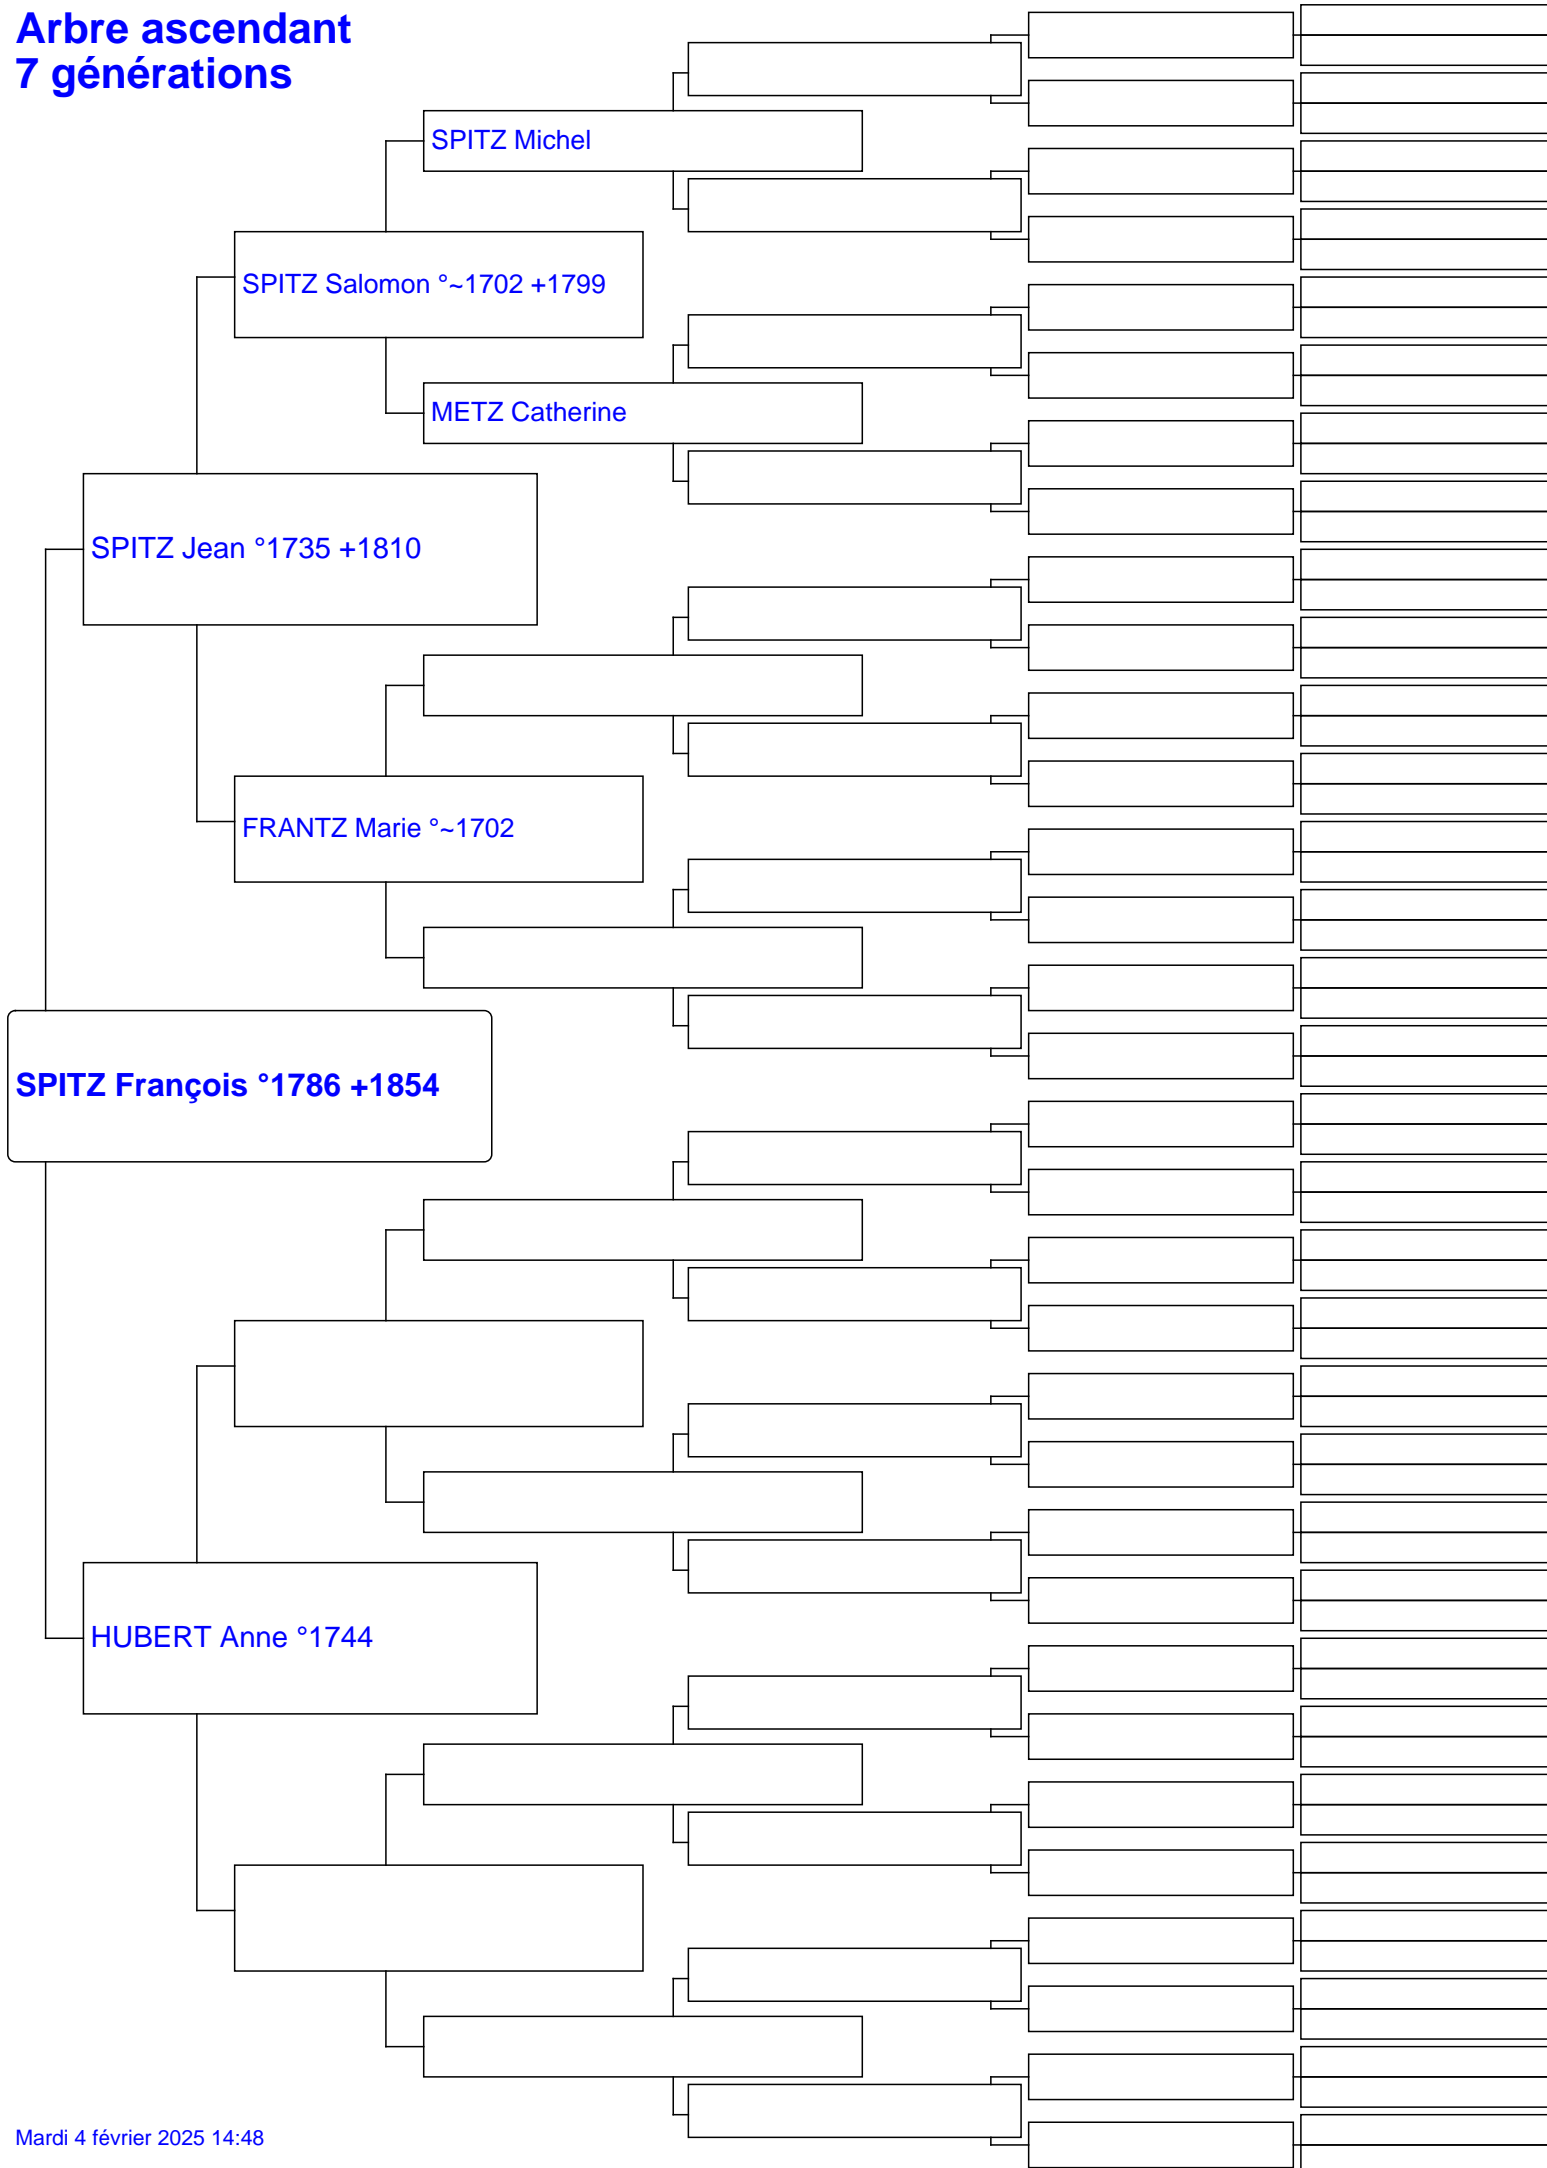 Arbre ascendant
7 générations
SPITZ Michel
SPITZ Salomon °~1702 +1799
METZ Catherine
SPITZ Jean °1735 +1810
FRANTZ Marie °~1702
SPITZ François °1786 +1854
HUBERT Anne °1744
Mardi 4 février 2025 14:48